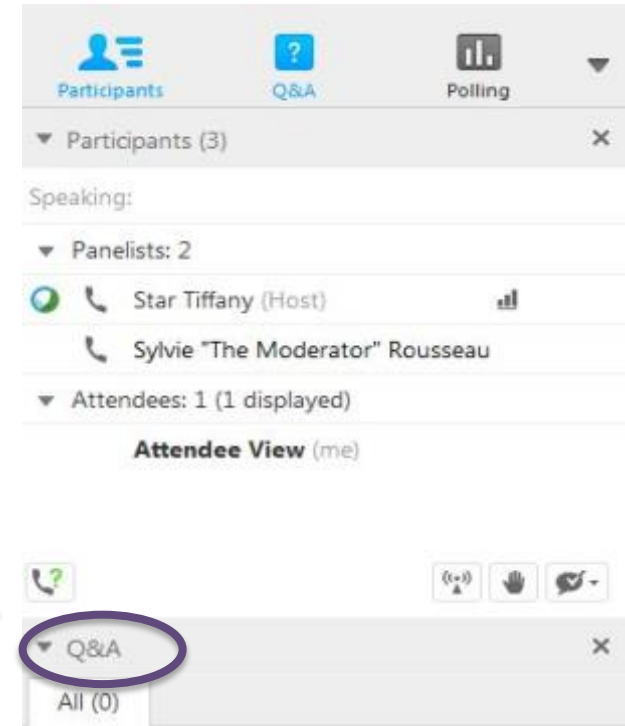 Participants Q&A Polling
Participants (3)
Speaking:
Panelists: 2
Star Tiffany (Host)
Sylvie "The Moderator" Rousseau
Attendees: 1 (1 displayed)
Attendee View (me)
Q&A
All (0)